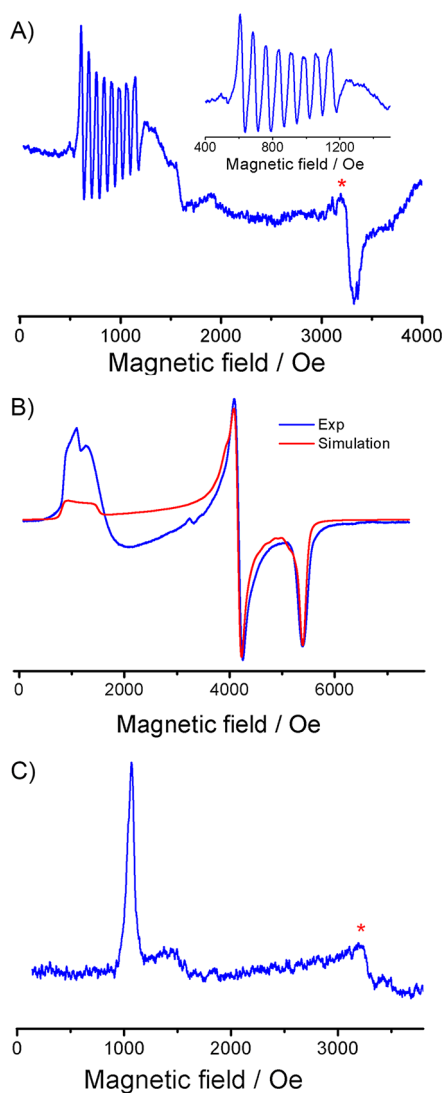 A)
400 800 1200
Magnetic field / Oe
*
0 1000 2000 3000 4000
Magnetic field / Oe
B)
Exp
Simulation
0 2000 4000 6000
Magnetic field / Oe
C)
*
0 1000 2000 3000
Magnetic field / Oe